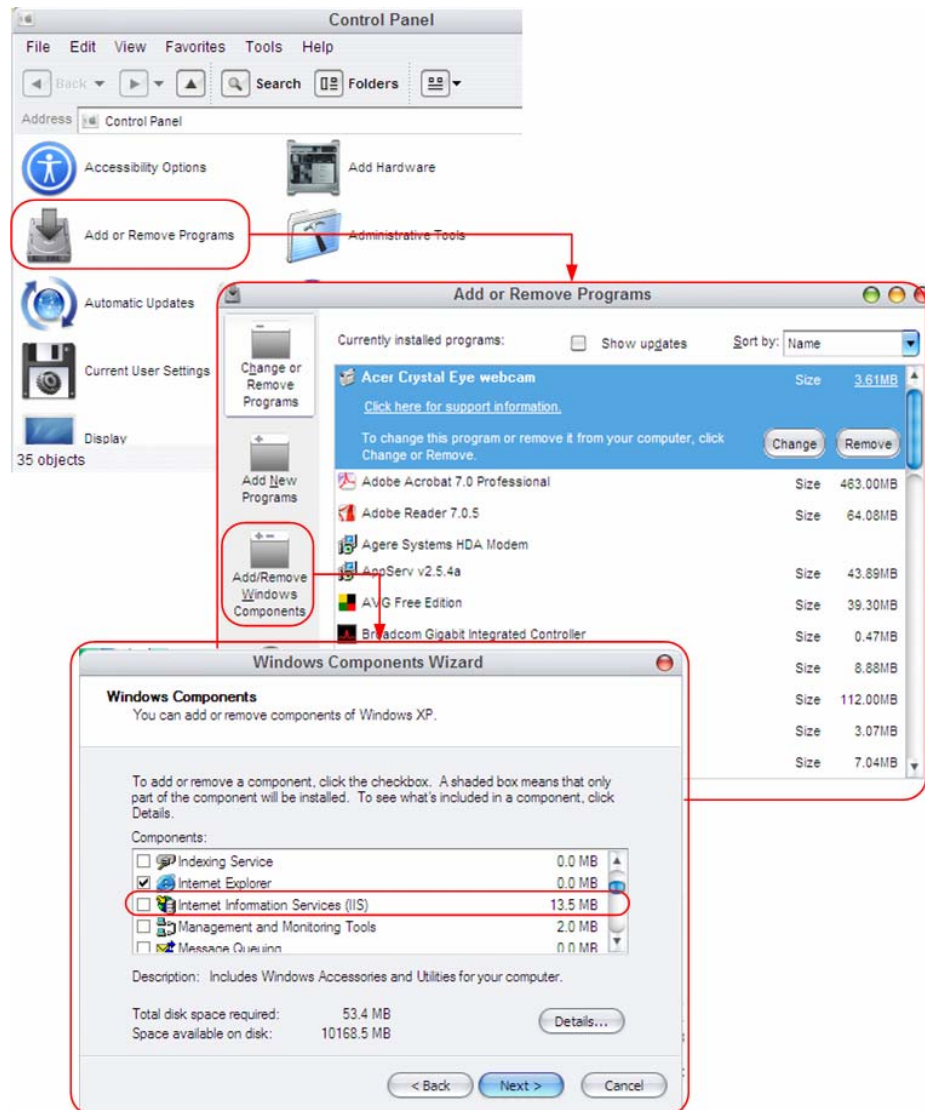 Control Panel
File Edit View Favorites Tools Help
Back Search Folders
Address Control Panel
Accessibility Options Add Hardware
Add or Remove Programs Administrative Tools
Automatic Updates
Current User Settings
Display
35 objects
Add or Remove Programs
Change or
Remove
Programs
Add New
Programs
Add/Remove
Windows
Components
Currently installed programs: Show updates Sort by: Name
Acer Crystal Eye webcam Size 3.61MB
Click here for support information.
To change this program or remove it from your computer, click
Change or Remove.
Change Remove
Adobe Acrobat 7.0 Professional Size 463.00MB
Adobe Reader 7.0.5 Size 64.08MB
Agere Systems HDA Modem
AppServ v2.5.4a Size 43.89MB
AVG Free Edition Size 39.30MB
Broadcom Gigabit Integrated Controller Size 0.47MB
Size 8.88MB
Size 112.00MB
Size 3.07MB
Size 7.04MB
Windows Components Wizard
Windows Components
You can add or remove components of Windows XP.
To add or remove a component, click the checkbox. A shaded box means that only
part of the component will be installed. To see what's included in a component, click
Details.
Components:
Indexing Service 0.0 MB
Internet Explorer 0.0 MB
Internet Information Services (IIS) 13.5 MB
Management and Monitoring Tools 2.0 MB
Message Queuing 0.0 MB
Description: Includes Windows Accessories and Utilities for your computer.
Total disk space required: 53.4 MB
Space available on disk: 10168.5 MB
Details...
< Back Next > Cancel